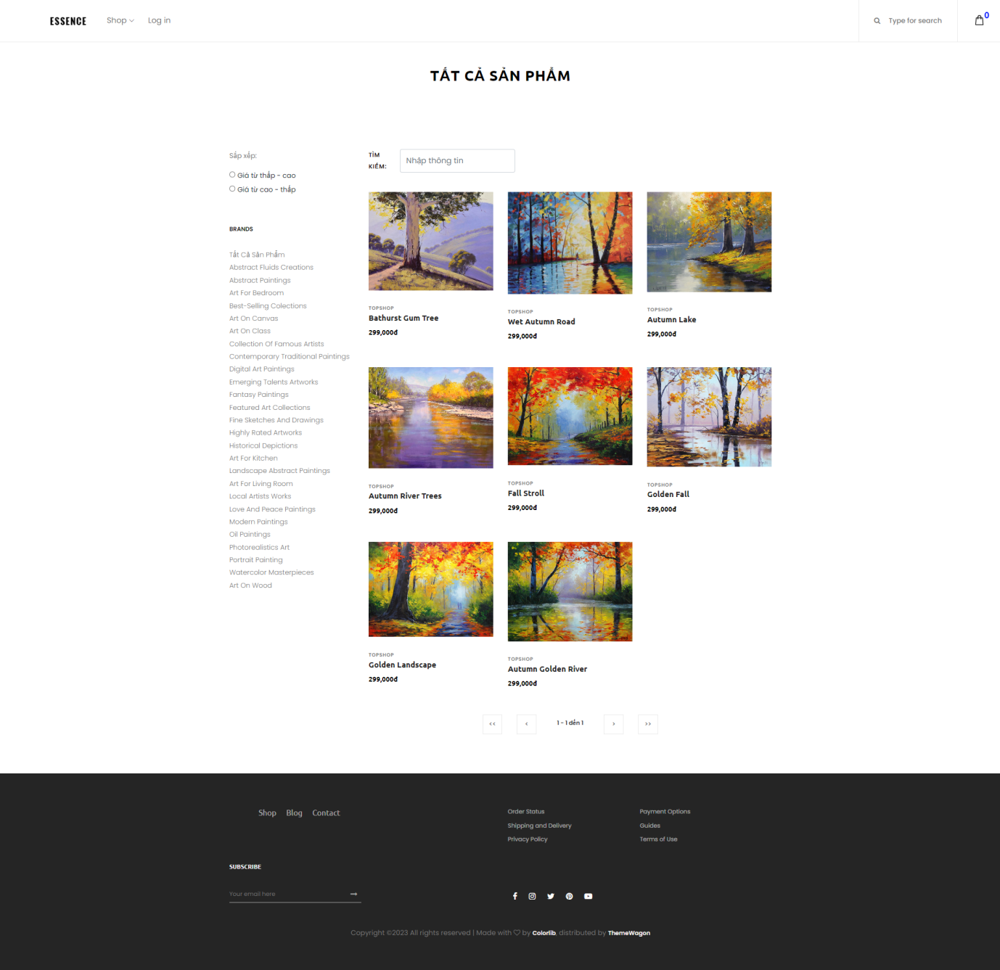 ESSENCE
Shop
Log in
Type for search
0
TẤT CẢ SẢN PHẨM
Sắp xếp:
Giá từ thấp - cao
Giá từ cao - thấp
BRANDS
Tất Cả Sản Phẩm
Abstract Fluids Creations
Abstract Paintings
Art For Bedroom
Best-Selling Colections
Art On Canvas
Art On Class
Collection Of Famous Artists
Contemporary Traditional Paintings
Digital Art Paintings
Emerging Talents Artworks
Fantasy Paintings
Featured Art Collections
Fine Sketches And Drawings
Highly Rated Artworks
Historical Depictions
Art For Kitchen
Landscape Abstract Paintings
Art For Living Room
Local Artists Works
Love And Peace Paintings
Modern Paintings
Oil Paintings
Photorealistics Art
Portrait Painting
Watercolor Masterpieces
Art On Wood
TÌM
KIẾM:
Nhập thông tin
TOPSHOP
Bathurst Gum Tree
299,000đ
TOPSHOP
Wet Autumn Road
299,000đ
TOPSHOP
Autumn Lake
299,000đ
TOPSHOP
Autumn River Trees
299,000đ
TOPSHOP
Fall Stroll
299,000đ
TOPSHOP
Golden Fall
299,000đ
TOPSHOP
Golden Landscape
299,000đ
TOPSHOP
Autumn Golden River
299,000đ
<< < 1 - 1 đến 1 > >>
Shop Blog Contact
Order Status
Shipping and Delivery
Privacy Policy
Payment Options
Guides
Terms of Use
SUBSCRIBE
Your email here
Copyright ©2023 All rights reserved | Made with ♡ by Colorlib, distributed by ThemeWagon